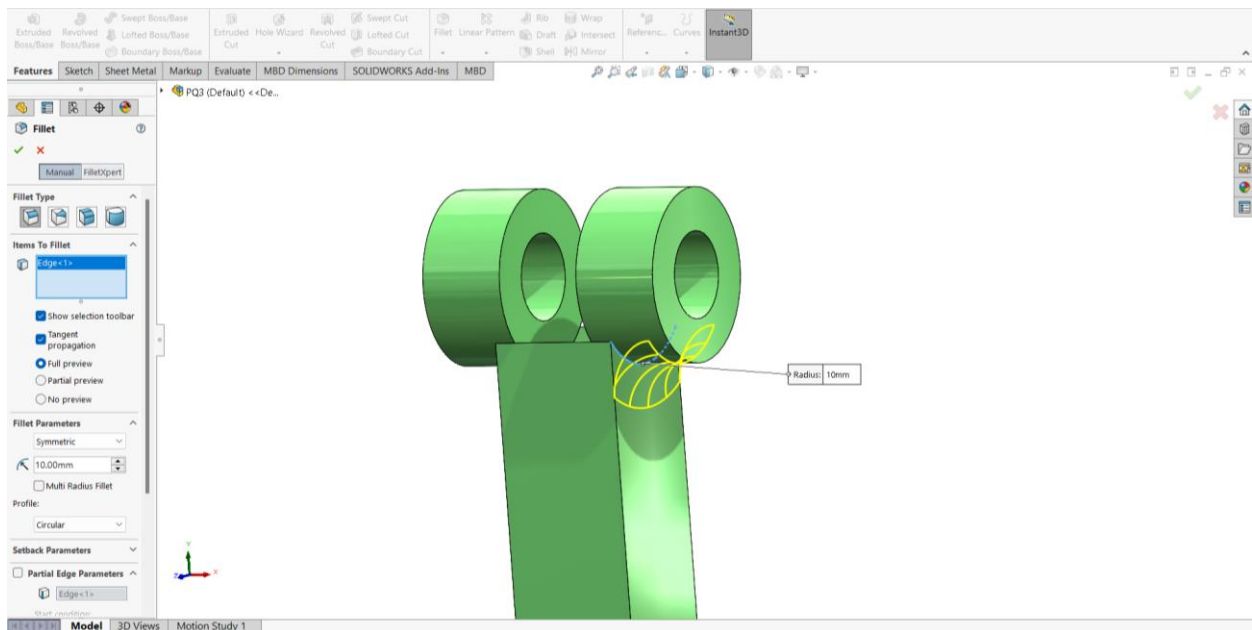 Extruded Boss/Base
Revolved Boss/Base
Swept Boss/Base
Lofted Boss/Base
Boundary Boss/Base
Extruded Cut
Hole Wizard
Revolved Cut
Swept Cut
Lofted Cut
Boundary Cut
Fillet
Linear Pattern
Rib
Draft
Shell
Wrap
Intersect
Mirror
Referenc...
Curves
Instant3D
Features Sketch Sheet Metal Markup Evaluate MBD Dimensions SOLIDWORKS Add-Ins MBD
PQ3 (Default) <<De...
Fillet
Manual FilletXpert
Fillet Type
Items To Fillet
Edge<1>
Show selection toolbar
Tangent
propagation
Full preview
Partial preview
No preview
Radius: 10mm
Fillet Parameters
Symmetric
10.00mm
Multi Radius Fillet
Profile:
Circular
Setback Parameters
Partial Edge Parameters
Edge<1>
Start condition:
Y
X
Z
Model 3D Views Motion Study 1